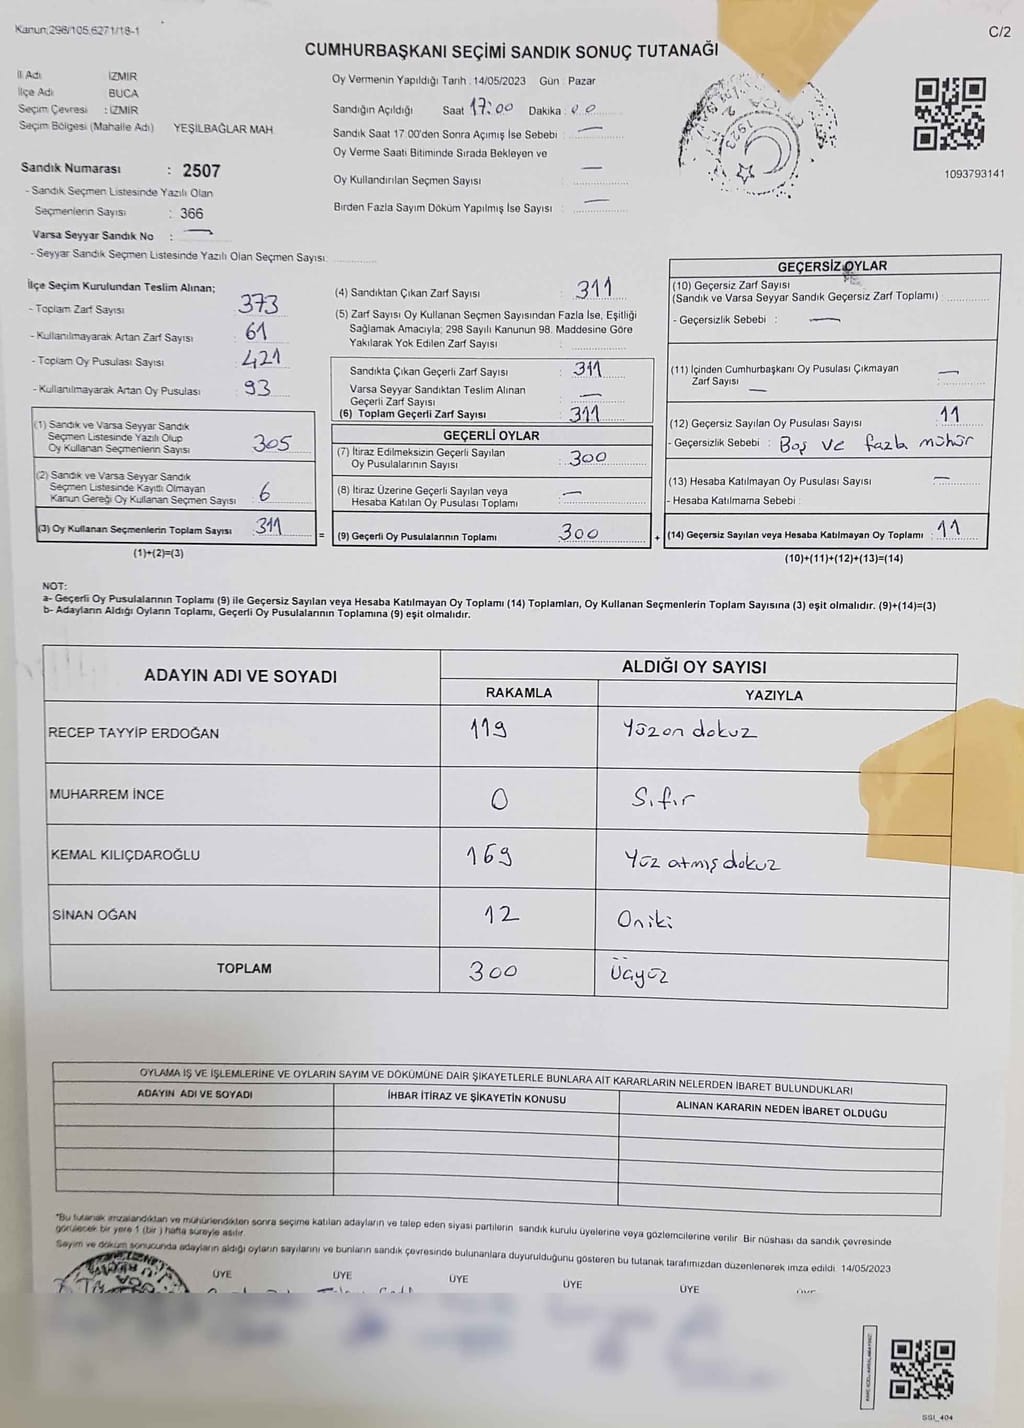 Kanun;298/105,6271/18-1
C/2
CUMHURBAŞKANI SEÇİMİ SANDIK SONUÇ TUTANAĞI
İl Adı İZMİR
İlçe Adı BUCA
Seçim Çevresi : İZMİR
Seçim Bölgesi (Mahalle Adı) YEŞİLBAĞLAR MAH
Sandık Numarası : 2507
- Sandık Seçmen Listesinde Yazılı Olan
Seçmenlerin Sayısı : 366
Varsa Seyyar Sandık No : —
- Seyyar Sandık Seçmen Listesinde Yazılı Olan Seçmen Sayısı:
Oy Vermenin Yapıldığı Tarih : 14/05/2023 Gün : Pazar
Sandığın Açıldığı Saat 17:00 Dakika : 00
Sandık Saat 17.00'den Sonra Açılmış İse Sebebi : —
Oy Verme Saati Bitiminde Sırada Bekleyen ve
Oy Kullandırılan Seçmen Sayısı : —
Birden Fazla Sayım Döküm Yapılmış İse Sayısı : —
1923
1093793141
İlçe Seçim Kurulundan Teslim Alınan;
- Toplam Zarf Sayısı : 373
- Kullanılmayarak Artan Zarf Sayısı : 61
- Toplam Oy Pusulası Sayısı : 421
- Kullanılmayarak Artan Oy Pusulası : 93
(1) Sandık ve Varsa Seyyar Sandık
Seçmen Listesinde Yazılı Olup
Oy Kullanan Seçmenlerin Sayısı 305
(2) Sandık ve Varsa Seyyar Sandık
Seçmen Listesinde Kayıtlı Olmayan
Kanun Gereği Oy Kullanan Seçmen Sayısı : 6
(3) Oy Kullanan Seçmenlerin Toplam Sayısı : 311
(1)+(2)=(3)
(4) Sandıktan Çıkan Zarf Sayısı : 311
(5) Zarf Sayısı Oy Kullanan Seçmen Sayısından Fazla İse, Eşitliği
Sağlamak Amacıyla; 298 Sayılı Kanunun 98. Maddesine Göre
Yakılarak Yok Edilen Zarf Sayısı :
Sandıkta Çıkan Geçerli Zarf Sayısı : 311
Varsa Seyyar Sandıktan Teslim Alınan
Geçerli Zarf Sayısı : —
(6) Toplam Geçerli Zarf Sayısı : 311
GEÇERLİ OYLAR
(7) İtiraz Edilmeksizin Geçerli Sayılan
Oy Pusulalarının Sayısı : 300
(8) İtiraz Üzerine Geçerli Sayılan veya
Hesaba Katılan Oy Pusulası Toplamı : —
= (9) Geçerli Oy Pusulalarının Toplamı : 300
GEÇERSİZ OYLAR
(10) Geçersiz Zarf Sayısı
(Sandık ve Varsa Seyyar Sandık Geçersiz Zarf Toplamı) :
- Geçersizlik Sebebi : —
(11) İçinden Cumhurbaşkanı Oy Pusulası Çıkmayan
Zarf Sayısı : —
(12) Geçersiz Sayılan Oy Pusulası Sayısı : 11
- Geçersizlik Sebebi : Boş ve fazla mühür
(13) Hesaba Katılmayan Oy Pusulası Sayısı : —
- Hesaba Katılmama Sebebi :
+ (14) Geçersiz Sayılan veya Hesaba Katılmayan Oy Toplamı : 11
(10)+(11)+(12)+(13)=(14)
NOT:
a- Geçerli Oy Pusulalarının Toplamı (9) ile Geçersiz Sayılan veya Hesaba Katılmayan Oy Toplamı (14) Toplamları, Oy Kullanan Seçmenlerin Toplam Sayısına (3) eşit olmalıdır. (9)+(14)=(3)
b- Adayların Aldığı Oyların Toplamı, Geçerli Oy Pusulalarının Toplamına (9) eşit olmalıdır.
ADAYIN ADI VE SOYADI ALDIĞI OY SAYISI
RAKAMLA YAZIYLA
RECEP TAYYİP ERDOĞAN 119 Yüzon dokuz
MUHARREM İNCE 0 Sıfır
KEMAL KILIÇDAROĞLU 169 Yüz atmış dokuz
SİNAN OĞAN 12 Oniki
TOPLAM 300 Üçyüz
OYLAMA İŞ VE İŞLEMLERİNE VE OYLARIN SAYIM VE DÖKÜMÜNE DAİR ŞİKAYETLERLE BUNLARA AİT KARARLARIN NELERDEN İBARET BULUNDUKLARI
ADAYIN ADI VE SOYADI İHBAR İTİRAZ VE ŞİKAYETİN KONUSU ALINAN KARARIN NEDEN İBARET OLDUĞU
*Bu tutanak imzalandıktan ve mühürlendikten sonra seçime katılan adayların ve talep eden siyasi partilerin sandık kurulu üyelerine veya gözlemcilerine verilir. Bir nüshası da sandık çevresinde
görülecek bir yere 1 (bir) hafta süreyle asılır.
Sayım ve döküm sonucunda adayların aldığı oyların sayılarını ve bunların sandık çevresinde bulunanlara duyurulduğunu gösteren bu tutanak tarafımızdan düzenlenerek imza edildi. 14/05/2023
ÜYE ÜYE ÜYE ÜYE ÜYE
SSI_404